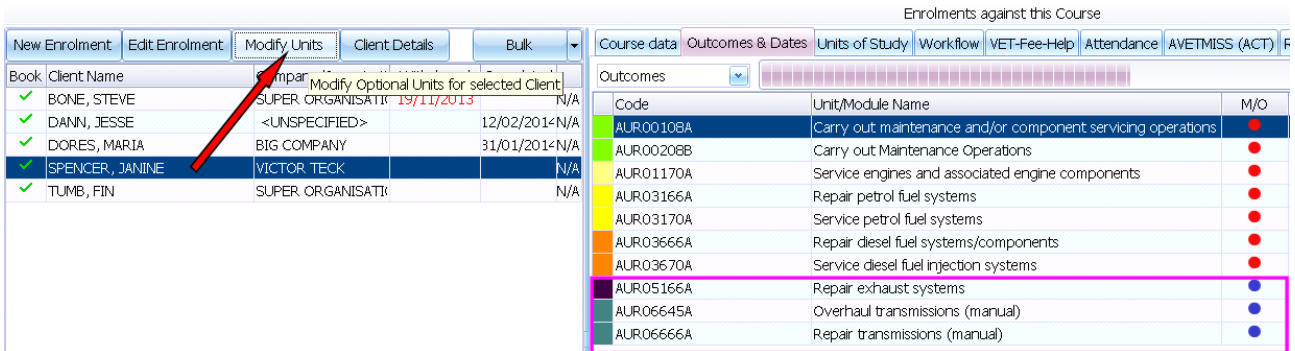 Enrolments against this Course
New Enrolment Edit Enrolment Modify Units Client Details Bulk
Course data Outcomes & Dates Units of Study Workflow VET-Fee-Help Attendance AVETMISS (ACT)
Book Client Name
Modify Optional Units for selected Client
BONE, STEVE SUPER ORGANISATI 19/11/2013 N/A
DANN, JESSE <UNSPECIFIED> 12/02/201 N/A
DORES, MARIA BIG COMPANY 31/01/201 N/A
SPENCER, JANINE VICTOR TECK N/A
TUMB, FIN SUPER ORGANISATI N/A
Outcomes
Code Unit/Module Name M/O
AUR00108A Carry out maintenance and/or component servicing operations
AUR00208B Carry out Maintenance Operations
AUR01170A Service engines and associated engine components
AUR03166A Repair petrol fuel systems
AUR03170A Service petrol fuel systems
AUR03666A Repair diesel fuel systems/components
AUR03670A Service diesel fuel injection systems
AUR05166A Repair exhaust systems
AUR06645A Overhaul transmissions (manual)
AUR06666A Repair transmissions (manual)